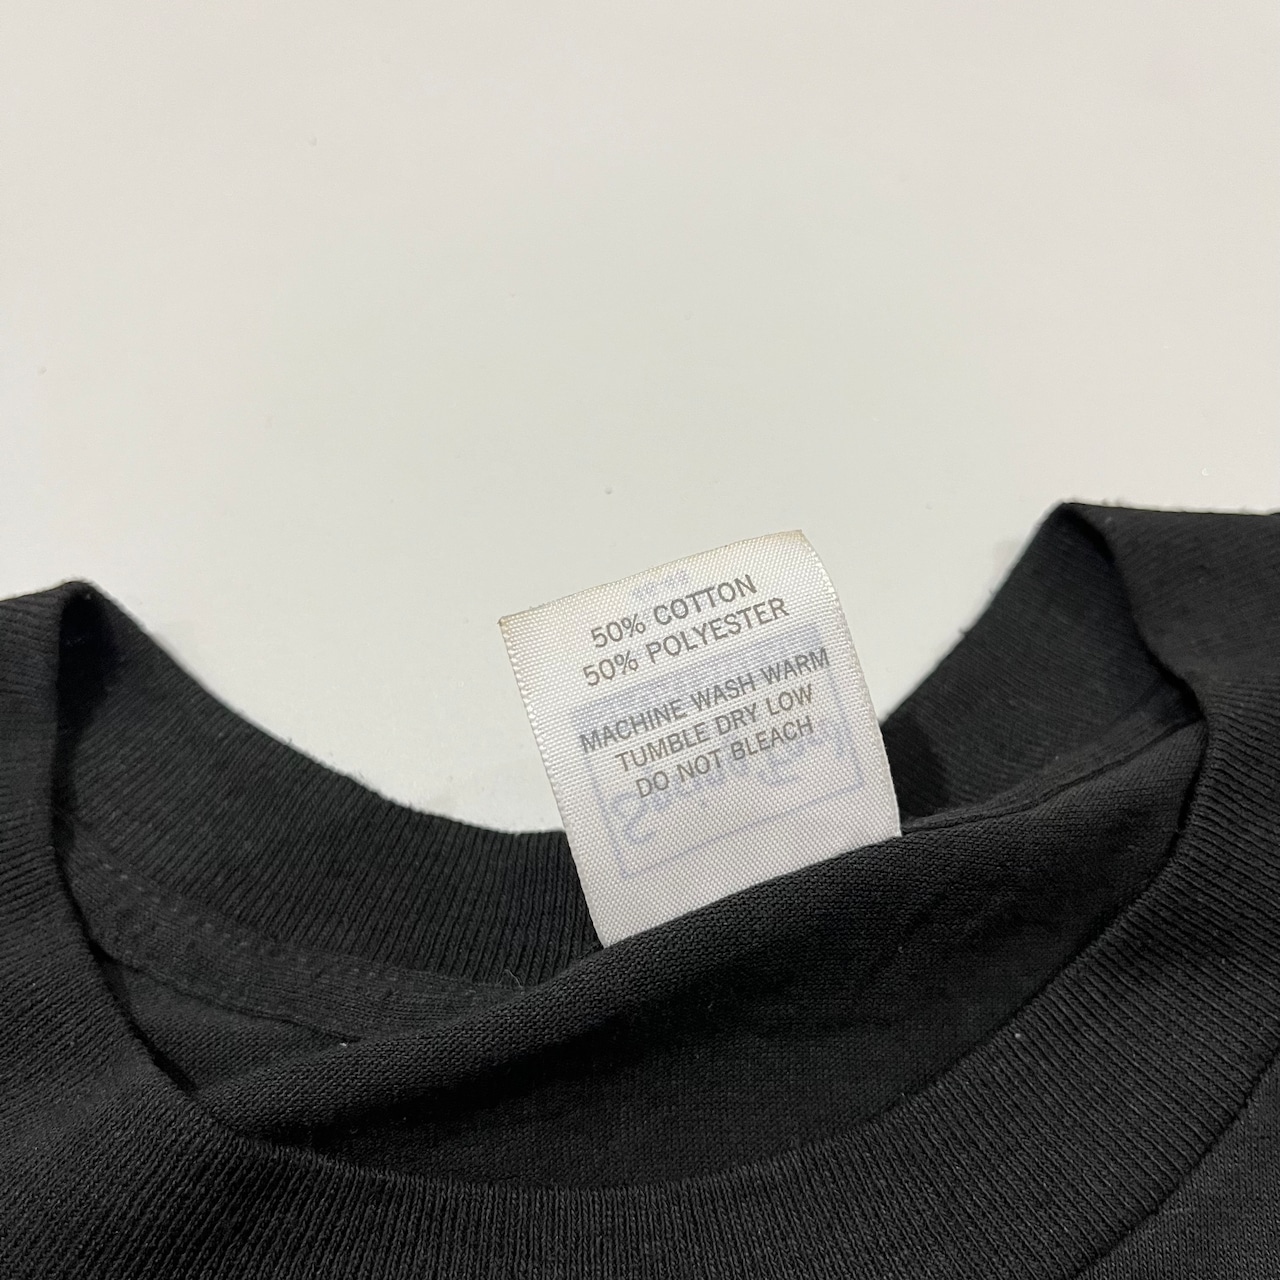 50% COTTON
50% POLYESTER
MACHINE WASH WARM
TUMBLE DRY LOW
DO NOT BLEACH